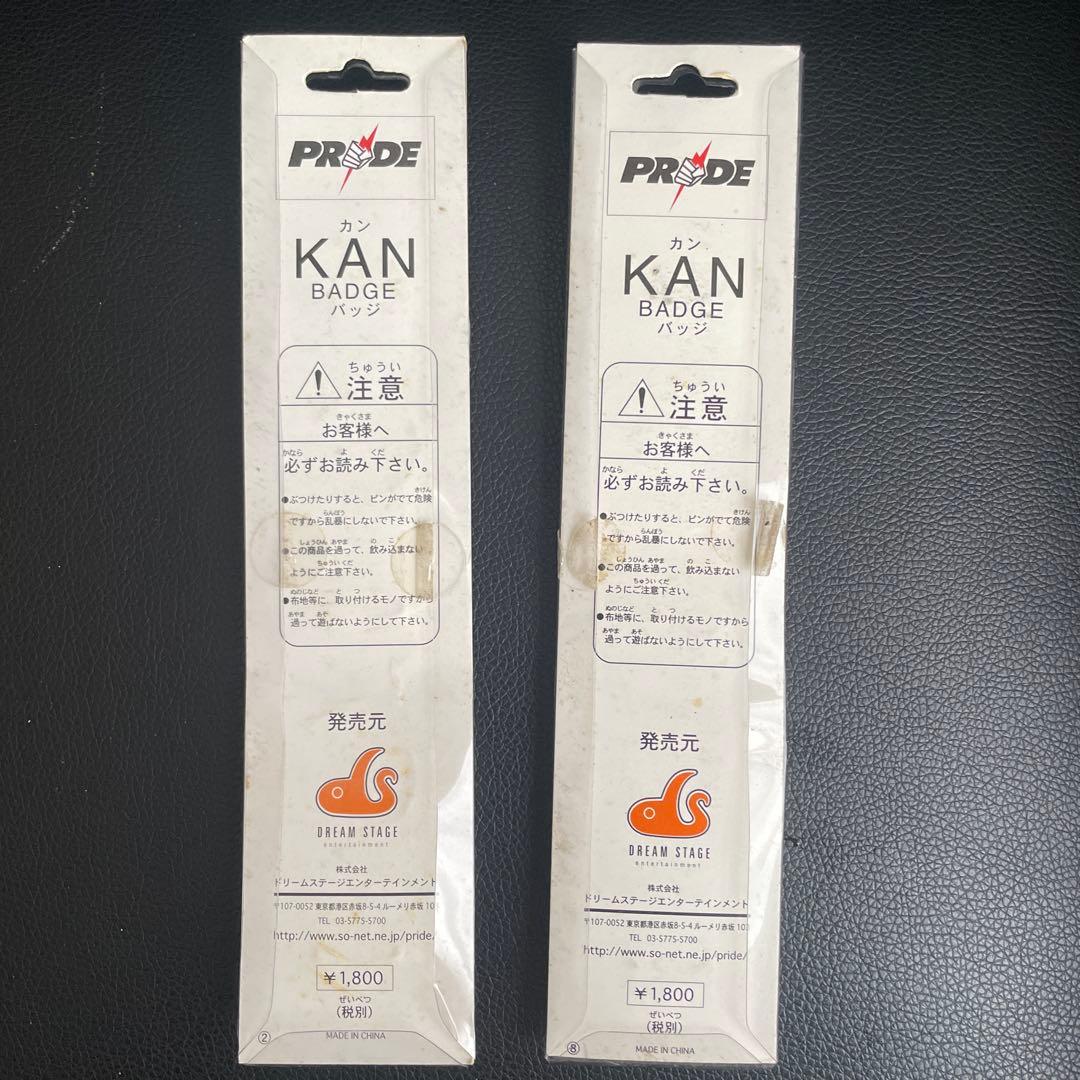 PRIDE
カン
KAN
BADGE
バッジ
ちゅうい
注意
きゃくさま
お客様へ
かなら よ くだ
必ずお読み下さい。
きけん
●ぶつけたりすると、ピンがでて危険
らんぼう
ですから乱暴にしないで下さい。
しょうひん あやま の こ
●この商品を過って、飲み込まない
ちゅうい くだ
ようにご注意下さい。
ぬのじなど と つ
●布地等に、取り付けるモノですから
あやま あそ
過って遊ばないようにして下さい。
発売元
DREAM STAGE
entertainment
株式会社
ドリームステージエンターテインメント
〒107-0052 東京都港区赤坂8-5-4 ルーメリ赤坂 10
TEL 03-5775-5700
http://www.so-net.ne.jp/pride/
￥1,800
ぜいべつ
(税別)
② MADE IN CHINA
PRIDE
カン
KAN
BADGE
バッジ
ちゅうい
注意
きゃくさま
お客様へ
かなら よ くだ
必ずお読み下さい。
きけん
●ぶつけたりすると、ピンがでて危険
らんぼう
ですから乱暴にしないで下さい。
しょうひん あやま の こ
●この商品を過って、飲み込まない
ちゅうい くだ
ようにご注意下さい。
ぬのじなど と つ
●布地等に、取り付けるモノですから
あやま あそ
過って遊ばないようにして下さい。
発売元
DREAM STAGE
entertainment
株式会社
ドリームステージエンターテインメント
〒107-0052 東京都港区赤坂8-5-4 ルーメリ赤坂 10
TEL 03-5775-5700
http://www.so-net.ne.jp/pride/
￥1,800
ぜいべつ
(税別)
⑧ MADE IN CHINA